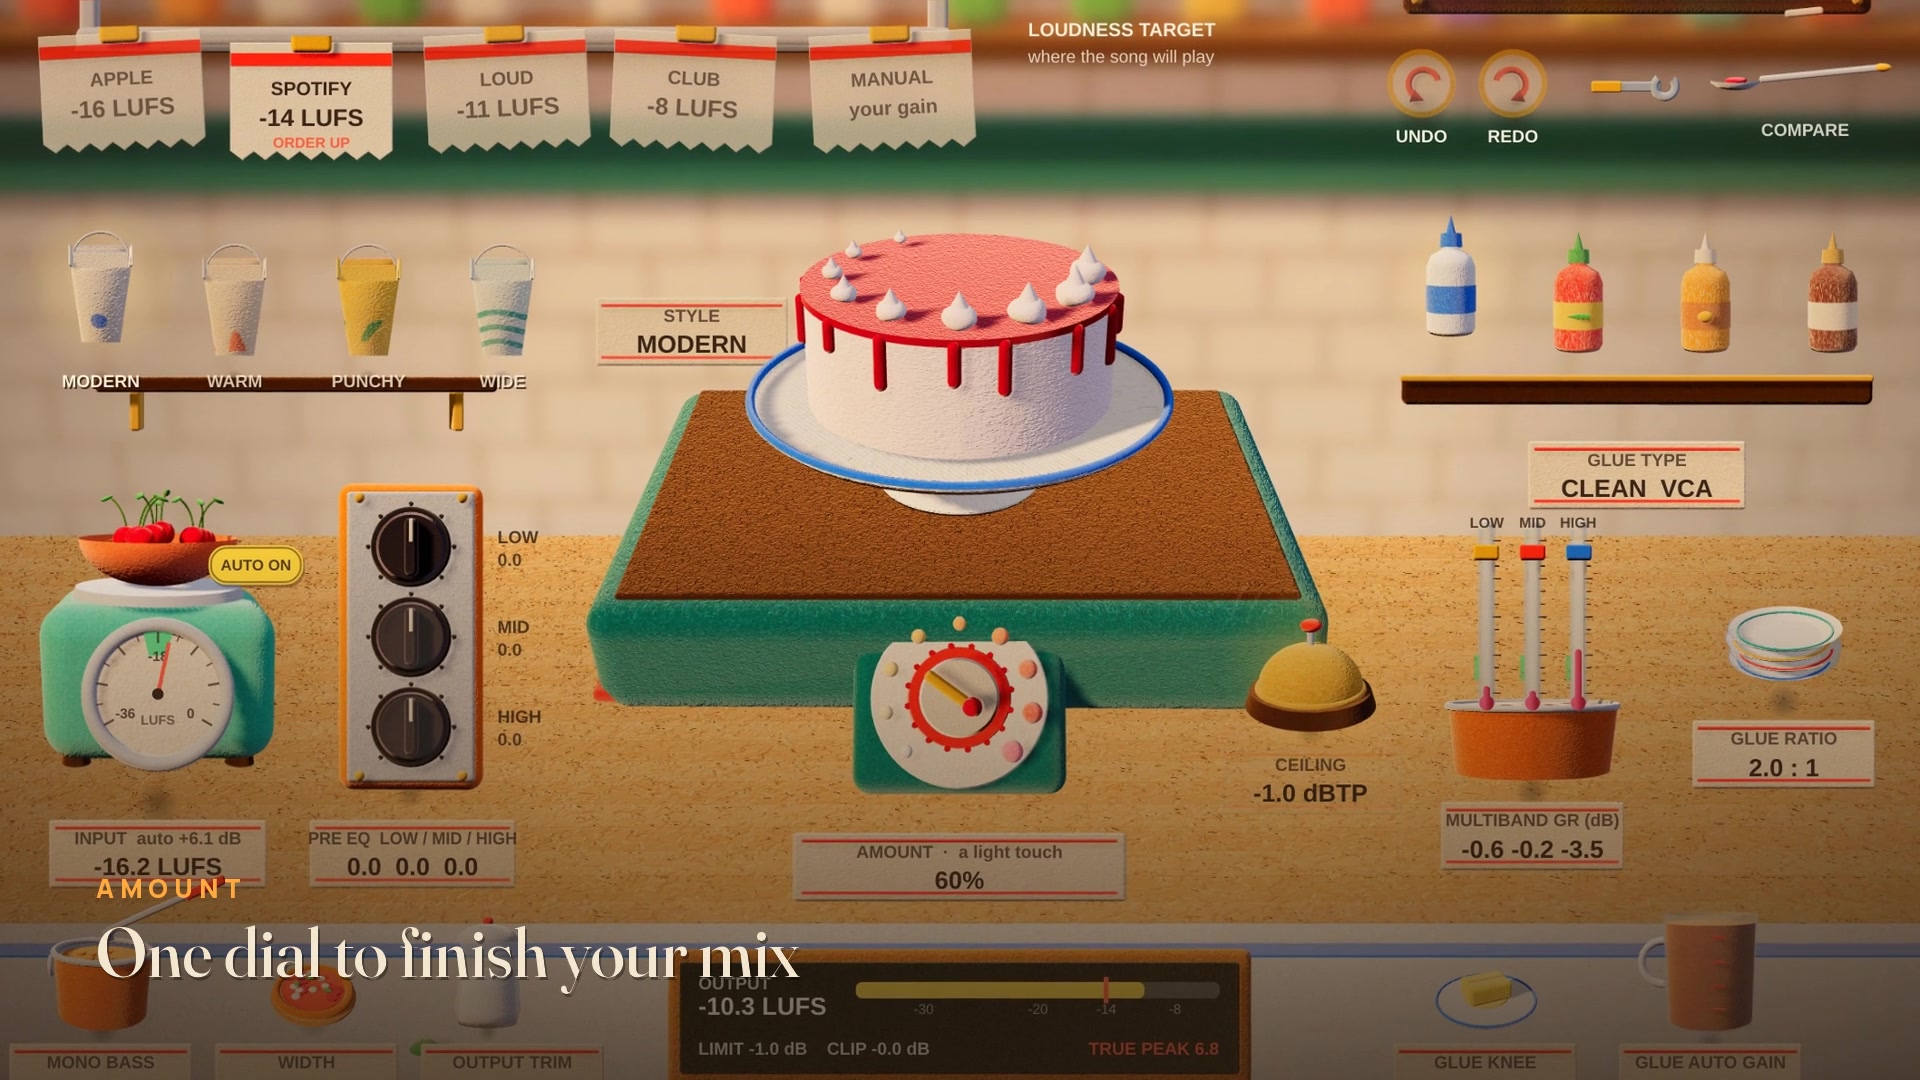 APPLE
-16 LUFS
SPOTIFY
-14 LUFS
ORDER UP
LOUD
-11 LUFS
CLUB
-8 LUFS
MANUAL
your gain
LOUDNESS TARGET
where the song will play
UNDO
REDO
COMPARE
MODERN
WARM
PUNCHY
WIDE
STYLE
MODERN
GLUE TYPE
CLEAN VCA
LOW MID HIGH
AUTO ON
-18
-36 LUFS 0
LOW
0.0
MID
0.0
HIGH
0.0
INPUT auto +6.1 dB
-16.2 LUFS
PRE EQ LOW / MID / HIGH
0.0 0.0 0.0
AMOUNT · a light touch
60%
CEILING
-1.0 dBTP
MULTIBAND GR (dB)
-0.6 -0.2 -3.5
GLUE RATIO
2.0 : 1
AMOUNT
One dial to finish your mix
OUTPUT
-10.3 LUFS
-30 -20 -14 -8
LIMIT -1.0 dB CLIP -0.0 dB TRUE PEAK 6.8
MONO BASS
WIDTH
OUTPUT TRIM
GLUE KNEE
GLUE AUTO GAIN